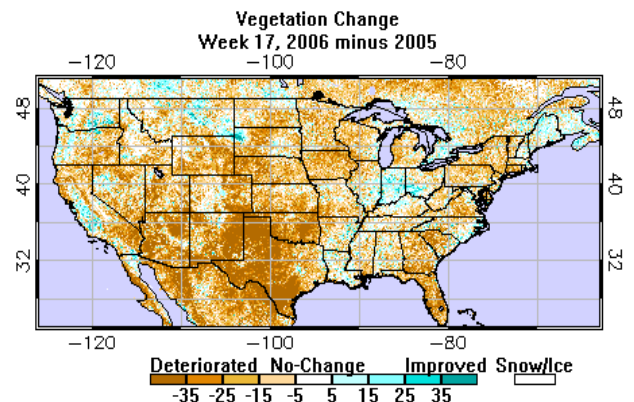 Vegetation Change
Week 17, 2006 minus 2005
-120 -100 -80
48 48
40 40
32 32
-120 -100 -80
Deteriorated No-Change Improved Snow/Ice
-35 -25 -15 -5 5 15 25 35